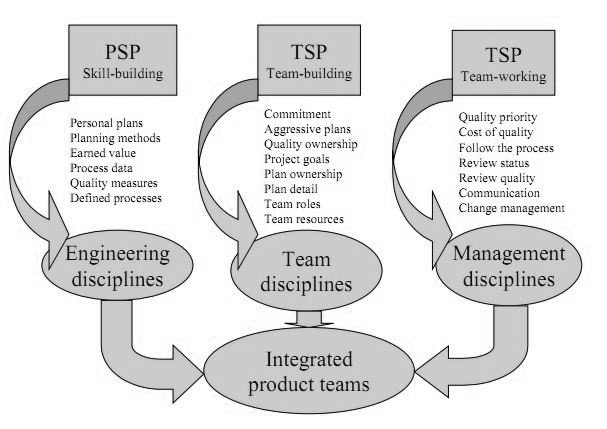 PSP
Skill-building
TSP
Team-building
TSP
Team-working
Personal plans
Planning methods
Earned value
Process data
Quality measures
Defined processes
Commitment
Aggressive plans
Quality ownership
Project goals
Plan ownership
Plan detail
Team roles
Team resources
Quality priority
Cost of quality
Follow the process
Review status
Review quality
Communication
Change management
Engineering
disciplines
Team
disciplines
Management
disciplines
Integrated
product teams